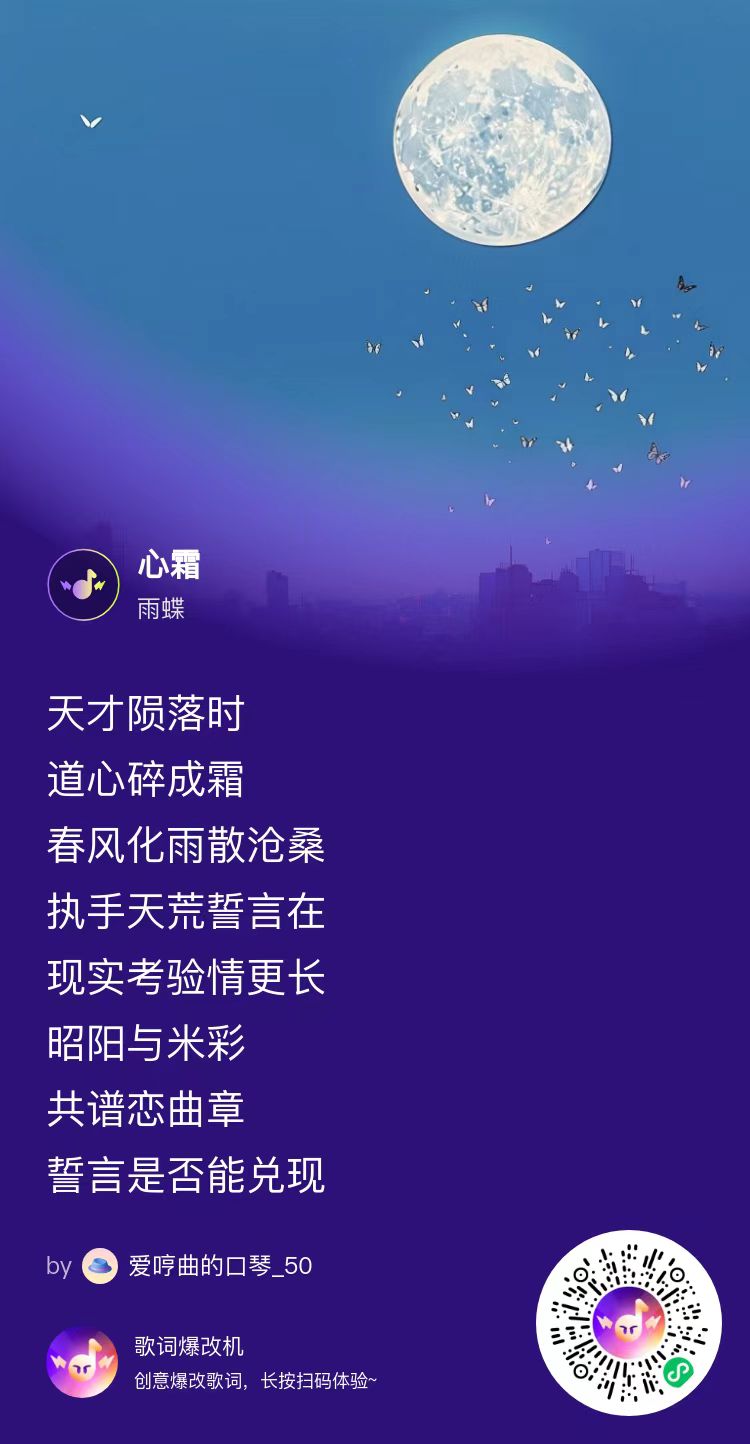 心霜
雨蝶
天才陨落时
道心碎成霜
春风化雨散沧桑
执手天荒誓言在
现实考验情更长
昭阳与米彩
共谱恋曲章
誓言是否能兑现
by 爱哼曲的口琴_50
歌词爆改机
创意爆改歌词，长按扫码体验~